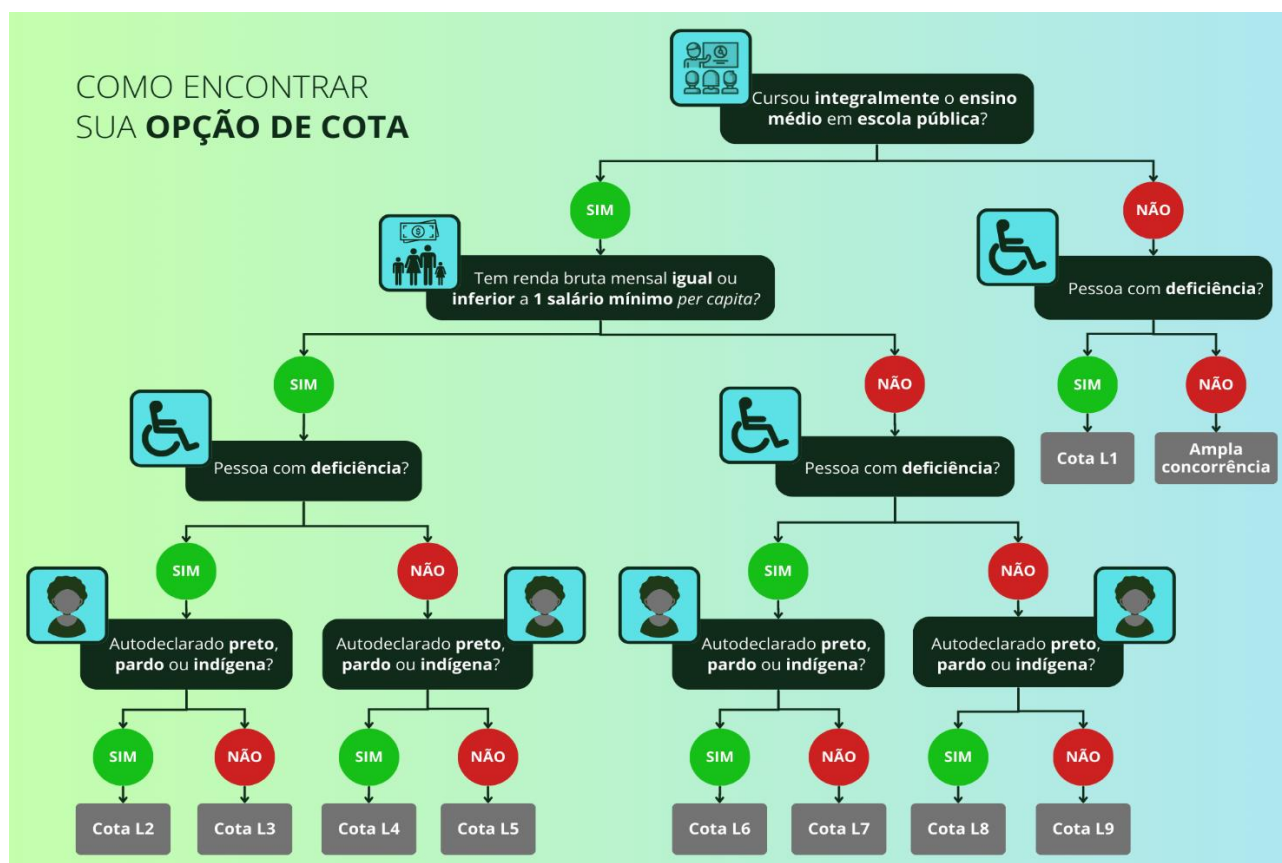 COMO ENCONTRAR
SUA OPÇÃO DE COTA
Cursou integralmente o ensino
médio em escola pública?
SIM
NÃO
Tem renda bruta mensal igual ou
inferior a 1 salário mínimo per capita?
Pessoa com deficiência?
SIM
NÃO
SIM
NÃO
Pessoa com deficiência?
Pessoa com deficiência?
Cota L1
Ampla
concorrência
SIM
NÃO
SIM
NÃO
Autodeclarado preto,
pardo ou indígena?
Autodeclarado preto,
pardo ou indígena?
Autodeclarado preto,
pardo ou indígena?
Autodeclarado preto,
pardo ou indígena?
SIM
NÃO
SIM
NÃO
SIM
NÃO
SIM
NÃO
Cota L2
Cota L3
Cota L4
Cota L5
Cota L6
Cota L7
Cota L8
Cota L9